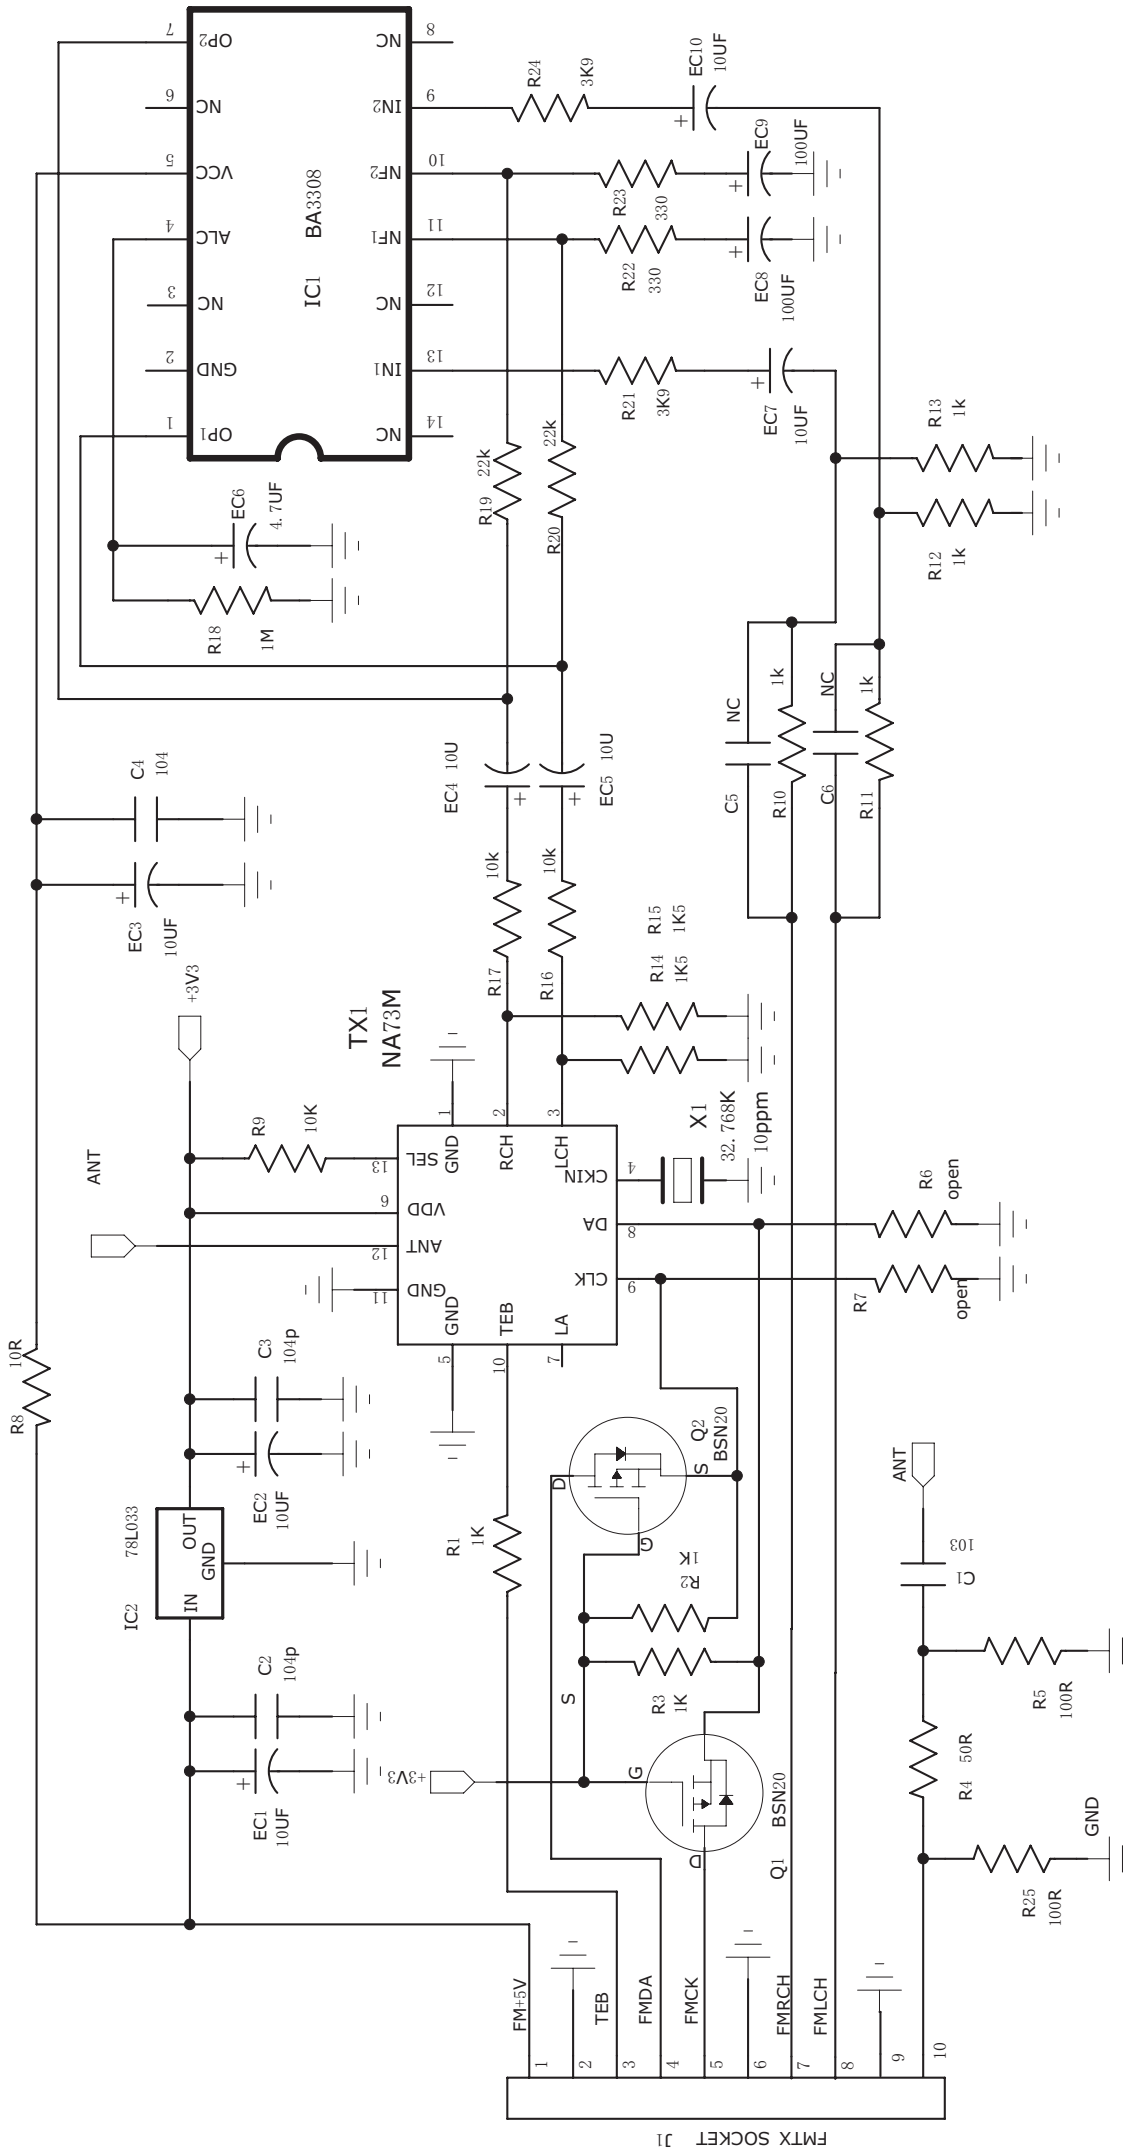 FMTX SOCKET J1
1
2
3
4
5
6
7
8
9
10
FM+5V
TEB
FMDA
FMCK
FMRCH
FMLCH
R8
10R
EC1
10UF
C2
104p
IC2
78L033
IN
OUT
GND
EC2
10UF
C3
104p
+3V3
ANT
R9
10K
EC3
10UF
C4
104
TX1
NA73M
GND
5
TEB
10
LA
7
GND
11
ANT
12
VDD
6
SEL
13
GND
1
RCH
2
LCH
3
CKIN
4
DA
8
CLK
9
X1
32.768K
10ppm
R1
1K
+3V3
S
R3
1K
R2
1K
Q1
BSN20
G
D
Q2
BSN20
D
S
G
R7
open
R6
open
R14
1K5
R15
1K5
R17
10k
R16
10k
EC4
10U
EC5
10U
R19
22k
R20
22k
R18
1M
EC6
4.7UF
IC1
BA3308
OP1
1
GND
2
NC
3
ALC
4
VCC
5
NC
6
OP2
7
NC
8
IN2
9
NF2
10
NF1
11
NC
12
IN1
13
NC
14
R21
3K9
R22
330
R23
330
R24
3K9
EC7
10UF
EC8
100UF
EC9
100UF
EC10
10UF
C5
NC
R10
1k
C6
NC
R11
1k
R12
1k
R13
1k
R25
100R
GND
R4
50R
R5
100R
C1
103
ANT